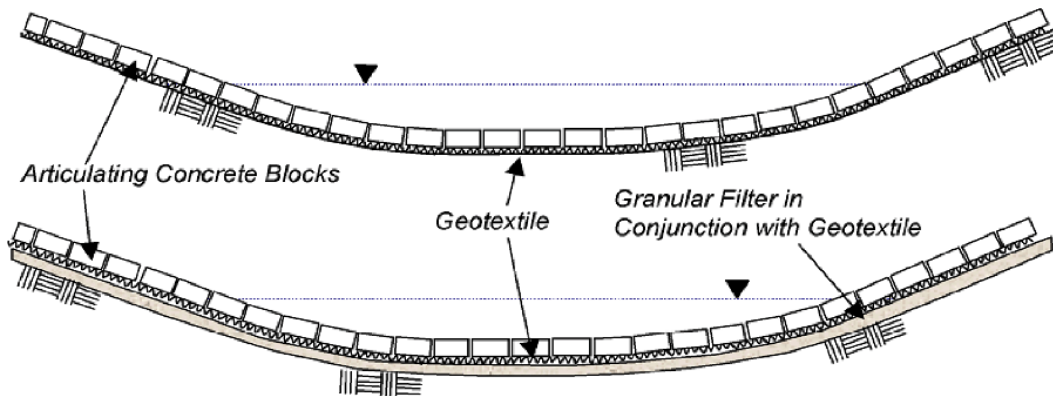 Articulating Concrete Blocks
Geotextile
Granular Filter in
Conjunction with Geotextile